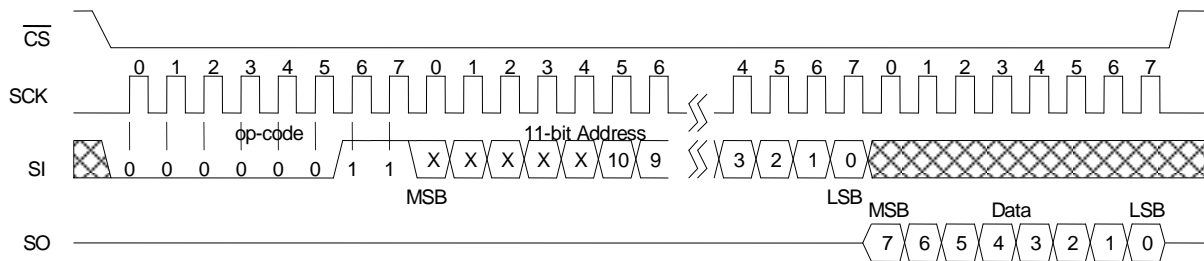 CS
0 1 2 3 4 5 6 7 0 1 2 3 4 5 6 4 5 6 7 0 1 2 3 4 5 6 7
SCK
op-code 11-bit Address
SI 0 0 0 0 0 0 1 1 X X X X X 10 9 3 2 1 0
MSB LSB
MSB Data LSB
SO 7 6 5 4 3 2 1 0